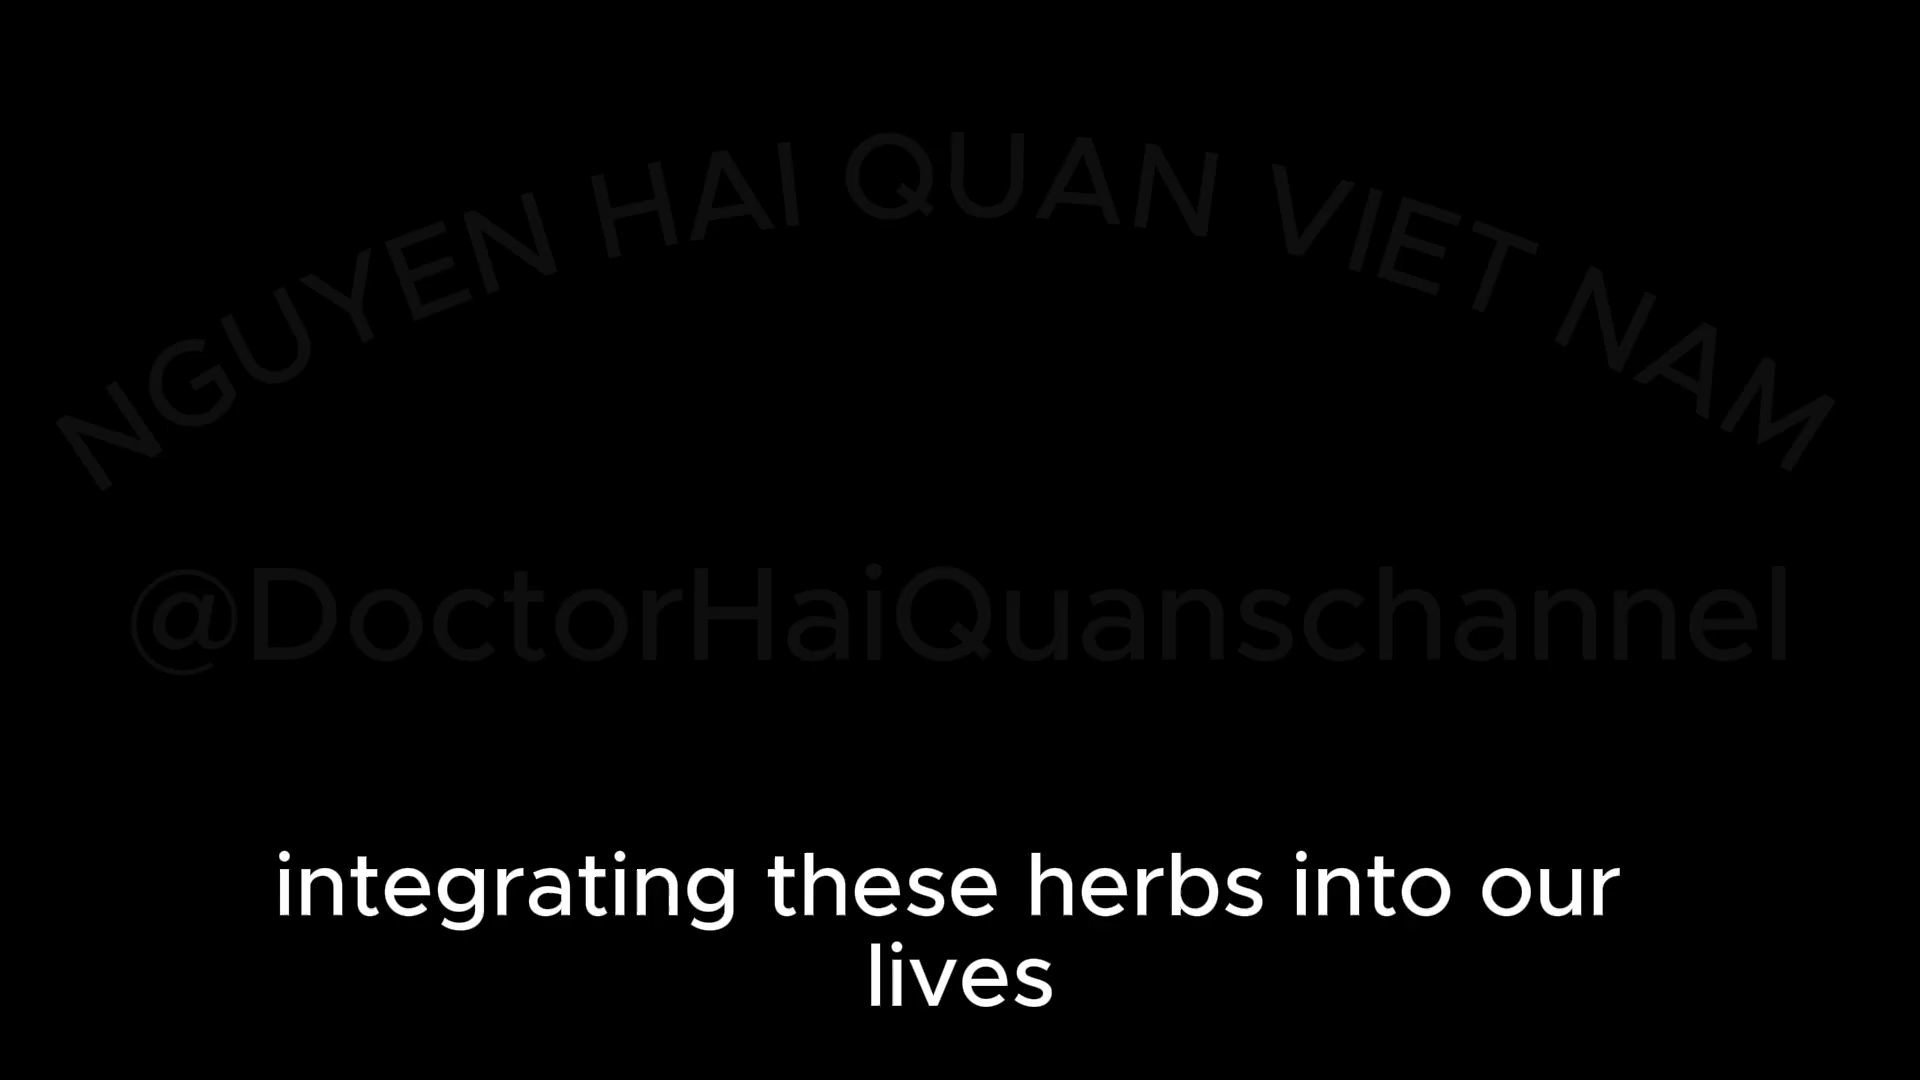 NGUYEN HAI QUAN VIET NAM
@DoctorHaiQuanschannel
integrating these herbs into our
lives